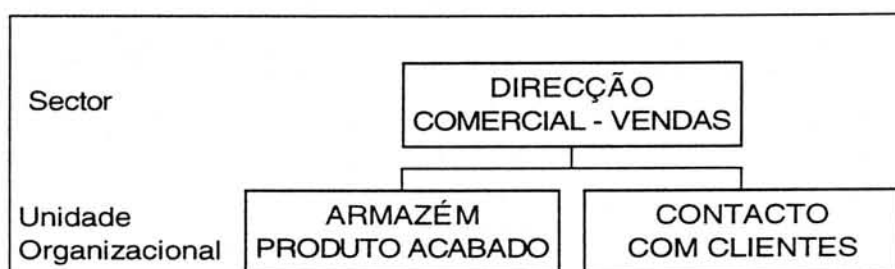 Sector
DIRECÇÃO
COMERCIAL - VENDAS
Unidade
Organizacional
ARMAZÉM
PRODUTO ACABADO
CONTACTO
COM CLIENTES